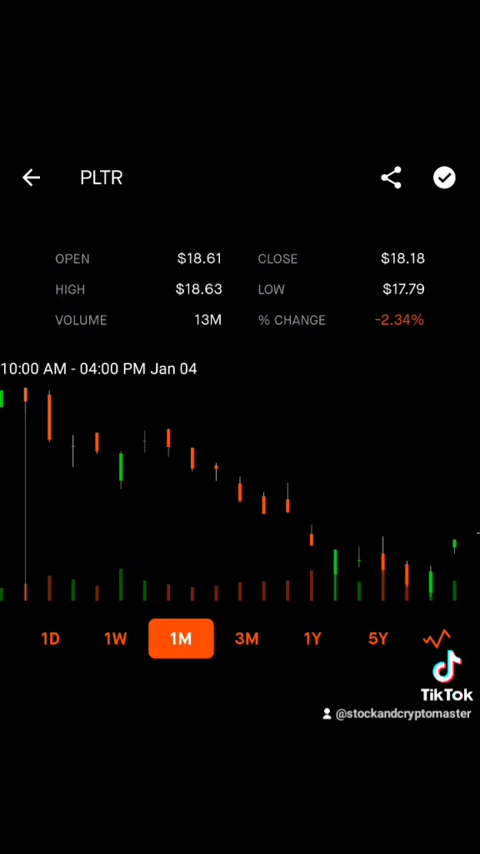 PLTR
OPEN $18.61 CLOSE $18.18
HIGH $18.63 LOW $17.79
VOLUME 13M % CHANGE -2.34%
10:00 AM - 04:00 PM Jan 04
1D 1W 1M 3M 1Y 5Y
TikTok
@stockandcryptomaster